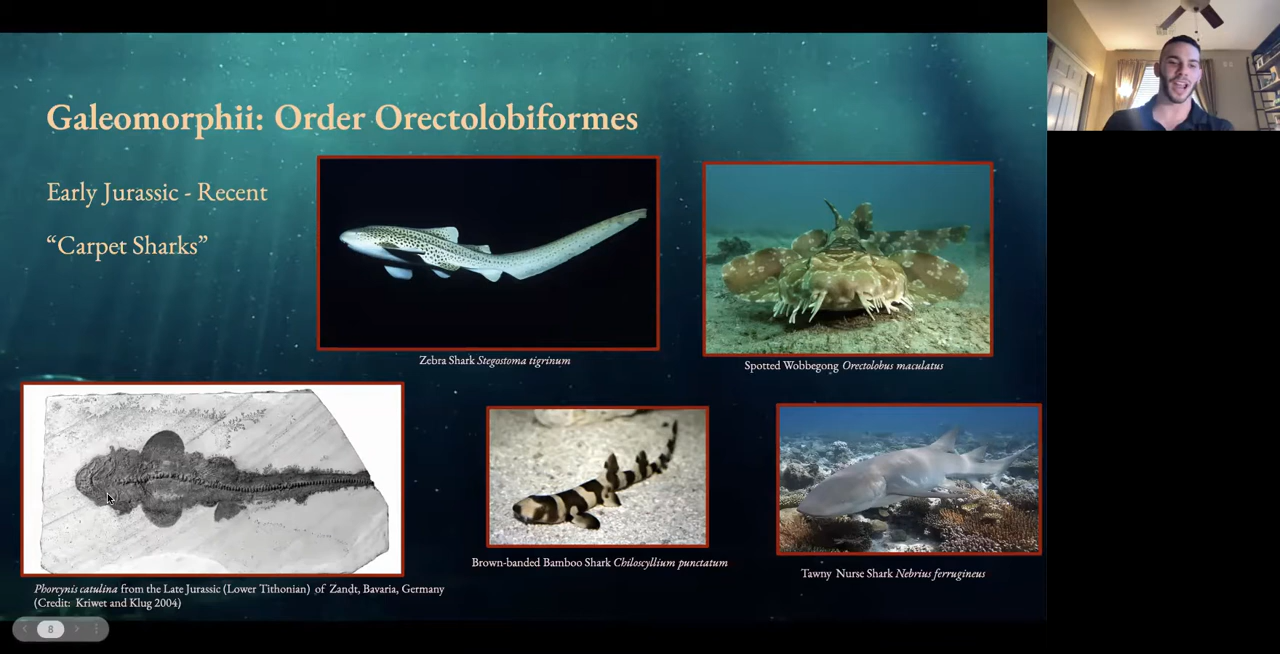 Galeomorphii: Order Orectolobiformes
Early Jurassic - Recent
“Carpet Sharks”
Zebra Shark Stegostoma tigrinum
Spotted Wobbegong Orectolobus maculatus
Phorcynis catulina from the Late Jurassic (Lower Tithonian) of Zandt, Bavaria, Germany
(Credit: Kriwet and Klug 2004)
Brown-banded Bamboo Shark Chiloscyllium punctatum
Tawny Nurse Shark Nebrius ferrugineus
8